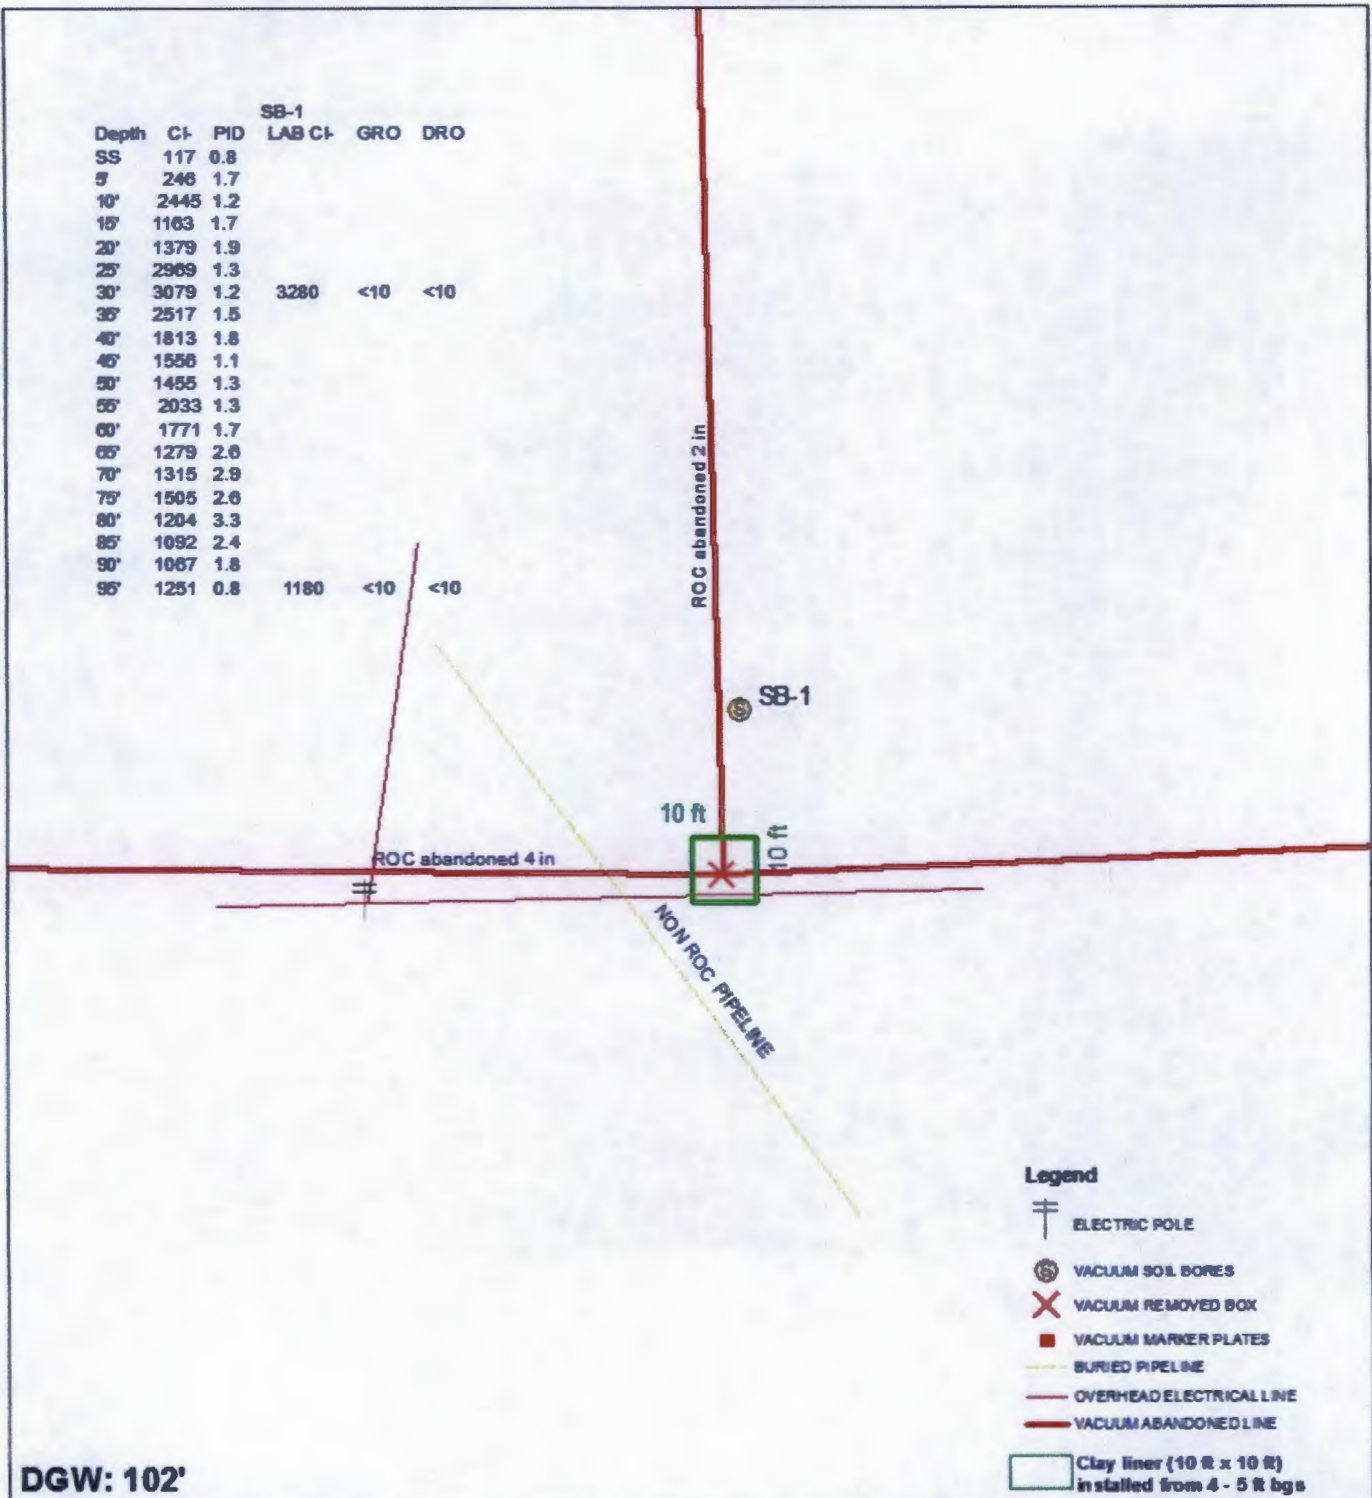 SB-1
Depth Cl- PID LAB Cl- GRO DRO
SS 117 0.8
5' 246 1.7
10' 2445 1.2
15' 1163 1.7
20' 1379 1.9
25' 2969 1.3
30' 3079 1.2 3280 <10 <10
35' 2517 1.5
40' 1813 1.8
45' 1556 1.1
50' 1455 1.3
55' 2033 1.3
60' 1771 1.7
65' 1279 2.6
70' 1315 2.9
75' 1505 2.6
80' 1204 3.3
85' 1092 2.4
90' 1067 1.8
95' 1251 0.8 1180 <10 <10
ROC abandoned 2 in
S SB-1
10 ft
10 ft
ROC abandoned 4 in
NON ROC PIPELINE
Legend
ELECTRIC POLE
S VACUUM SOIL BORES
VACUUM REMOVED BOX
VACUUM MARKER PLATES
BURIED PIPELINE
OVERHEAD ELECTRICAL LINE
VACUUM ABANDONED LINE
Clay liner (10 ft x 10 ft)
installed from 4 - 5 ft bgs
DGW: 102'